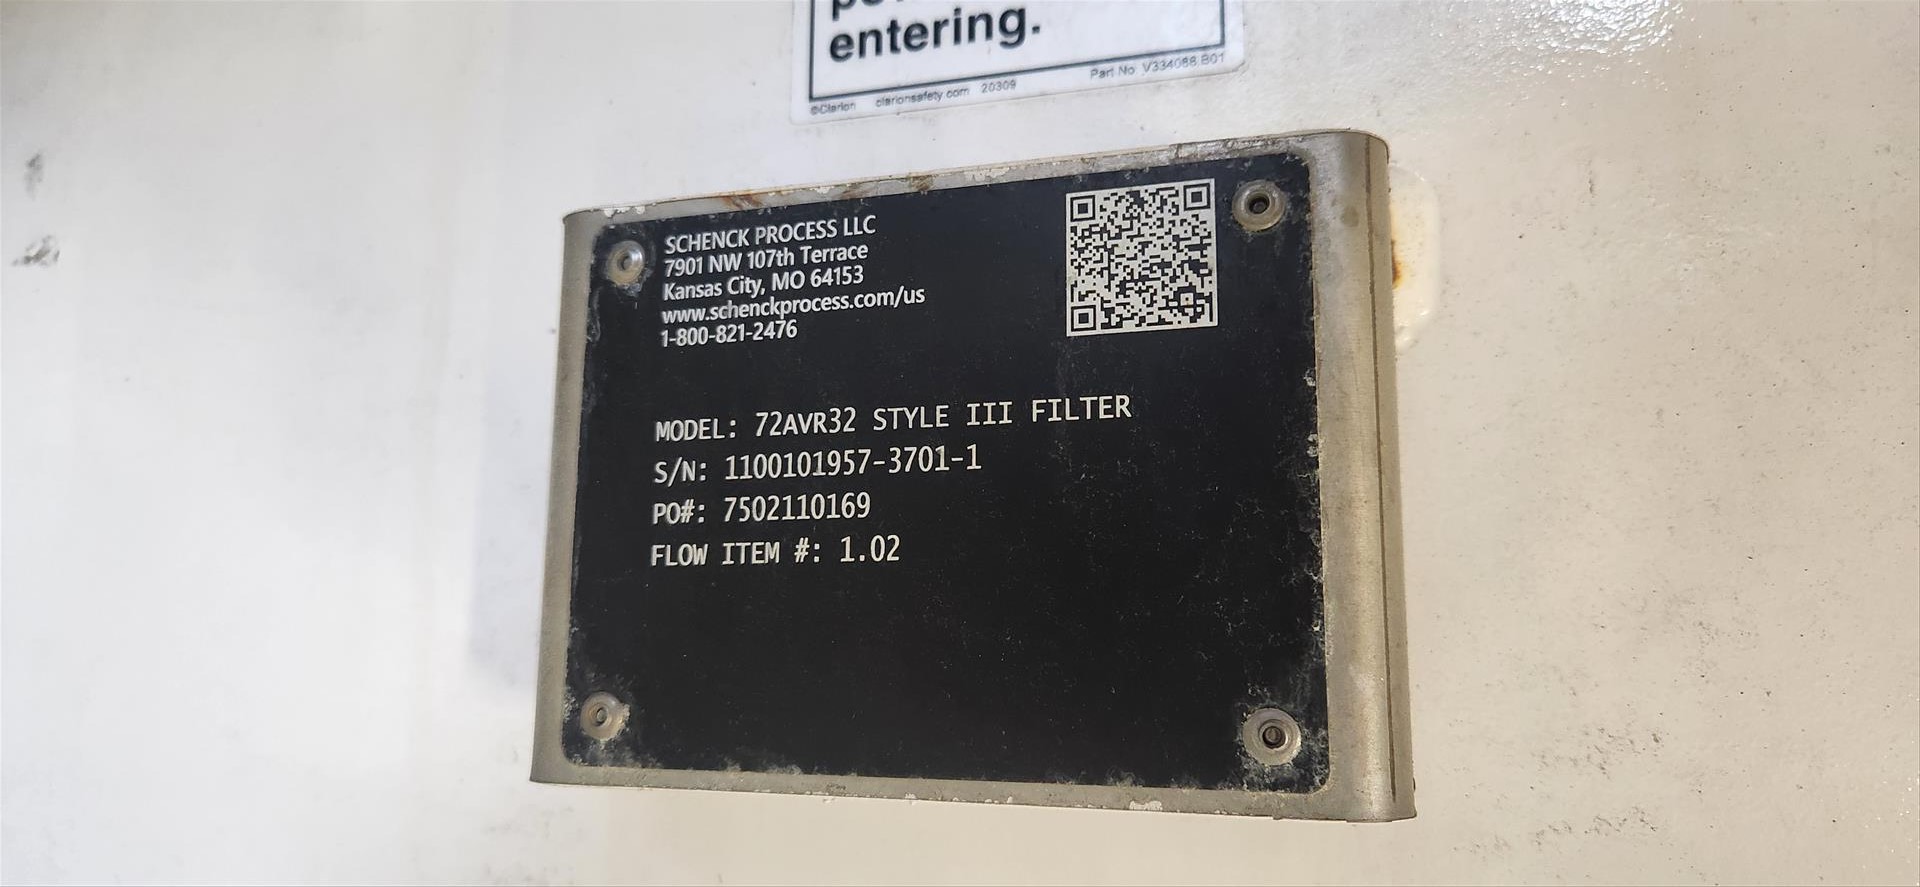 entering.
©Clarion clarionsafety.com 20309 Part No. V334088.B01
SCHENCK PROCESS LLC
7901 NW 107th Terrace
Kansas City, MO 64153
www.schenckprocess.com/us
1-800-821-2476
MODEL: 72AVR32 STYLE III FILTER
S/N: 1100101957-3701-1
PO#: 7502110169
FLOW ITEM #: 1.02